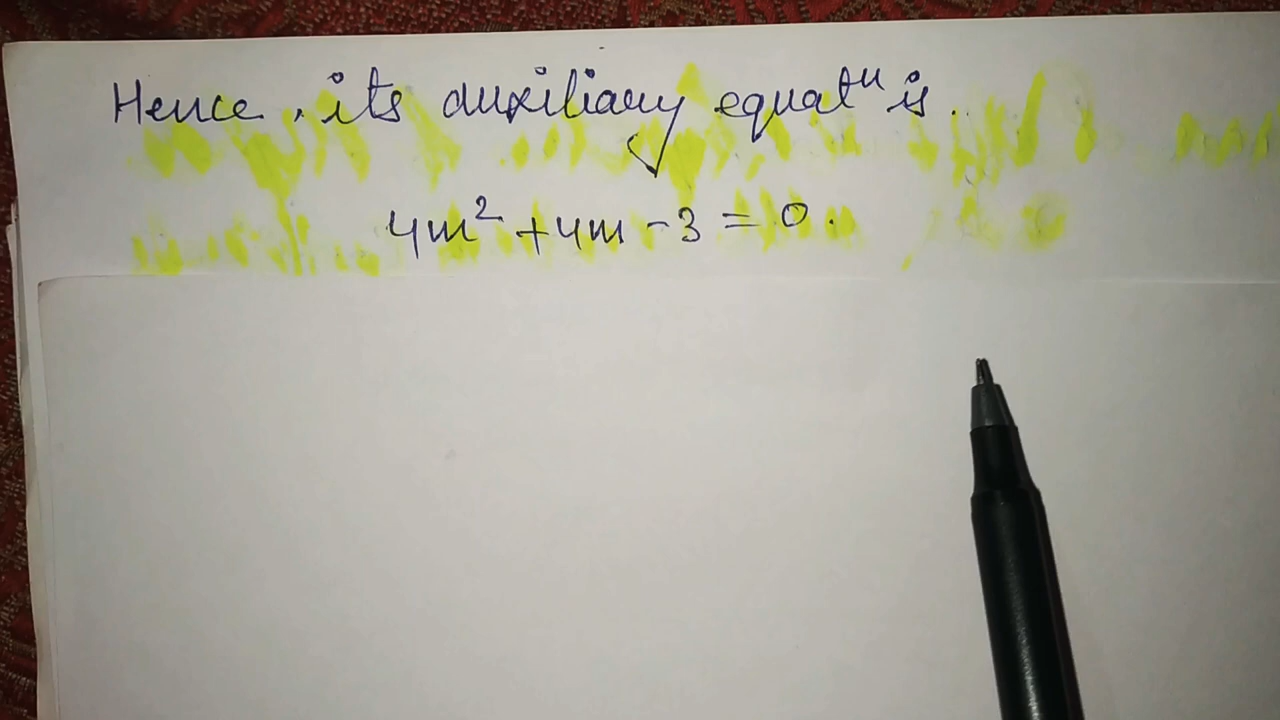 Hence, its auxiliary equatⁿ is.
4m² + 4m - 3 = 0.